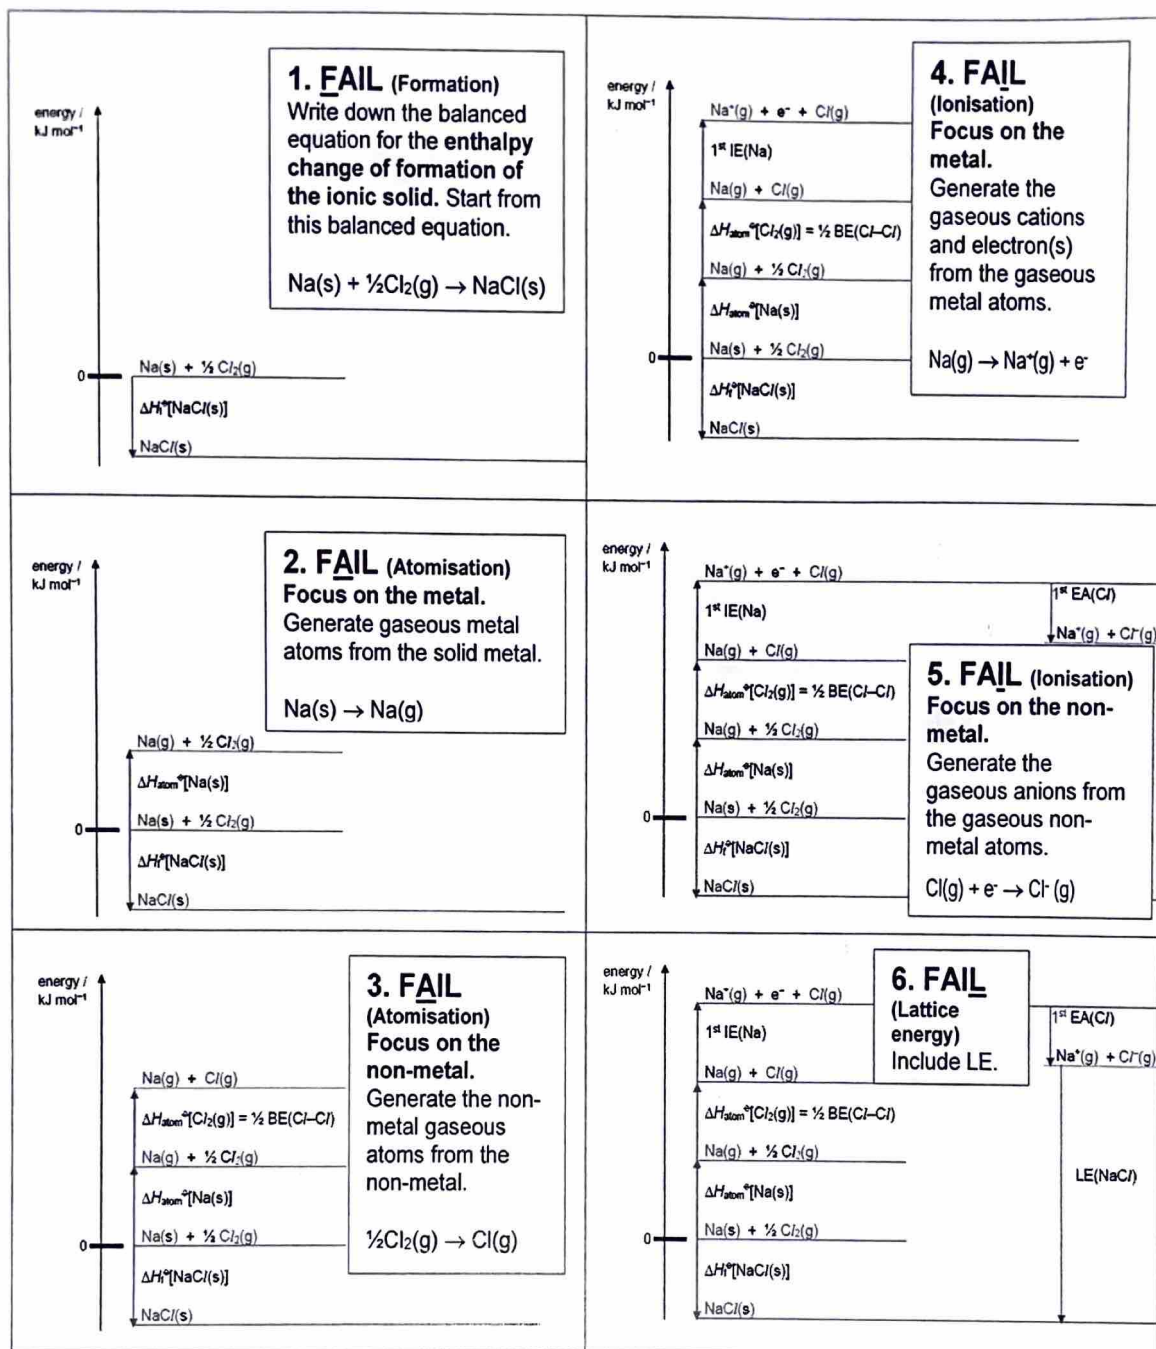 1. FAIL (Formation)
Write down the balanced
equation for the enthalpy
change of formation of
the ionic solid. Start from
this balanced equation.
Na(s) + ½Cl₂(g) → NaCl(s)
energy /
kJ mol⁻¹
0
Na(s) + ½ Cl₂(g)
ΔHf⦵[NaCl(s)]
NaCl(s)
2. FAIL (Atomisation)
Focus on the metal.
Generate gaseous metal
atoms from the solid metal.
Na(s) → Na(g)
energy /
kJ mol⁻¹
Na(g) + ½ Cl₂(g)
ΔHatom⦵[Na(s)]
0
Na(s) + ½ Cl₂(g)
ΔHf⦵[NaCl(s)]
NaCl(s)
3. FAIL
(Atomisation)
Focus on the
non-metal.
Generate the non-
metal gaseous
atoms from the
non-metal.
½Cl₂(g) → Cl(g)
energy /
kJ mol⁻¹
Na(g) + Cl(g)
ΔHatom⦵[Cl₂(g)] = ½ BE(Cl–Cl)
Na(g) + ½ Cl₂(g)
ΔHatom⦵[Na(s)]
0
Na(s) + ½ Cl₂(g)
ΔHf⦵[NaCl(s)]
NaCl(s)
4. FAIL
(Ionisation)
Focus on the
metal.
Generate the
gaseous cations
and electron(s)
from the gaseous
metal atoms.
Na(g) → Na⁺(g) + e⁻
energy /
kJ mol⁻¹
Na⁺(g) + e⁻ + Cl(g)
1ˢᵗ IE(Na)
Na(g) + Cl(g)
ΔHatom⦵[Cl₂(g)] = ½ BE(Cl–Cl)
Na(g) + ½ Cl₂(g)
ΔHatom⦵[Na(s)]
0
Na(s) + ½ Cl₂(g)
ΔHf⦵[NaCl(s)]
NaCl(s)
energy /
kJ mol⁻¹
Na⁺(g) + e⁻ + Cl(g)
1ˢᵗ EA(Cl)
1ˢᵗ IE(Na)
Na⁺(g) + Cl⁻(g)
Na(g) + Cl(g)
ΔHatom⦵[Cl₂(g)] = ½ BE(Cl–Cl)
Na(g) + ½ Cl₂(g)
ΔHatom⦵[Na(s)]
0
Na(s) + ½ Cl₂(g)
ΔHf⦵[NaCl(s)]
NaCl(s)
5. FAIL (Ionisation)
Focus on the non-
metal.
Generate the
gaseous anions from
the gaseous non-
metal atoms.
Cl(g) + e⁻ → Cl⁻ (g)
6. FAIL
(Lattice
energy)
Include LE.
energy /
kJ mol⁻¹
Na⁺(g) + e⁻ + Cl(g)
1ˢᵗ EA(Cl)
1ˢᵗ IE(Na)
Na⁺(g) + Cl⁻(g)
Na(g) + Cl(g)
ΔHatom⦵[Cl₂(g)] = ½ BE(Cl–Cl)
Na(g) + ½ Cl₂(g)
LE(NaCl)
ΔHatom⦵[Na(s)]
0
Na(s) + ½ Cl₂(g)
ΔHf⦵[NaCl(s)]
NaCl(s)